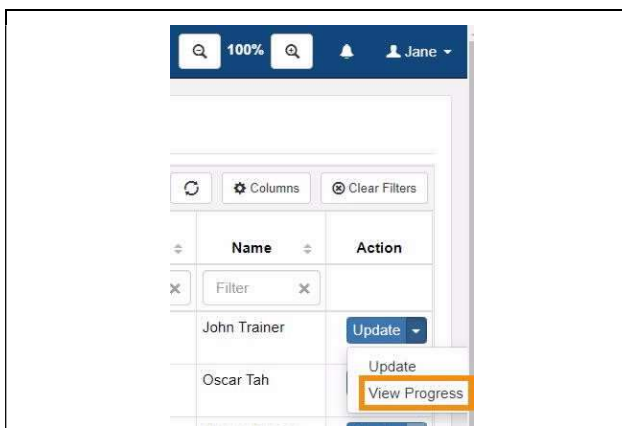 100% Jane
Columns Clear Filters
Name Action
Filter
John Trainer Update
Update
Oscar Tah
View Progress